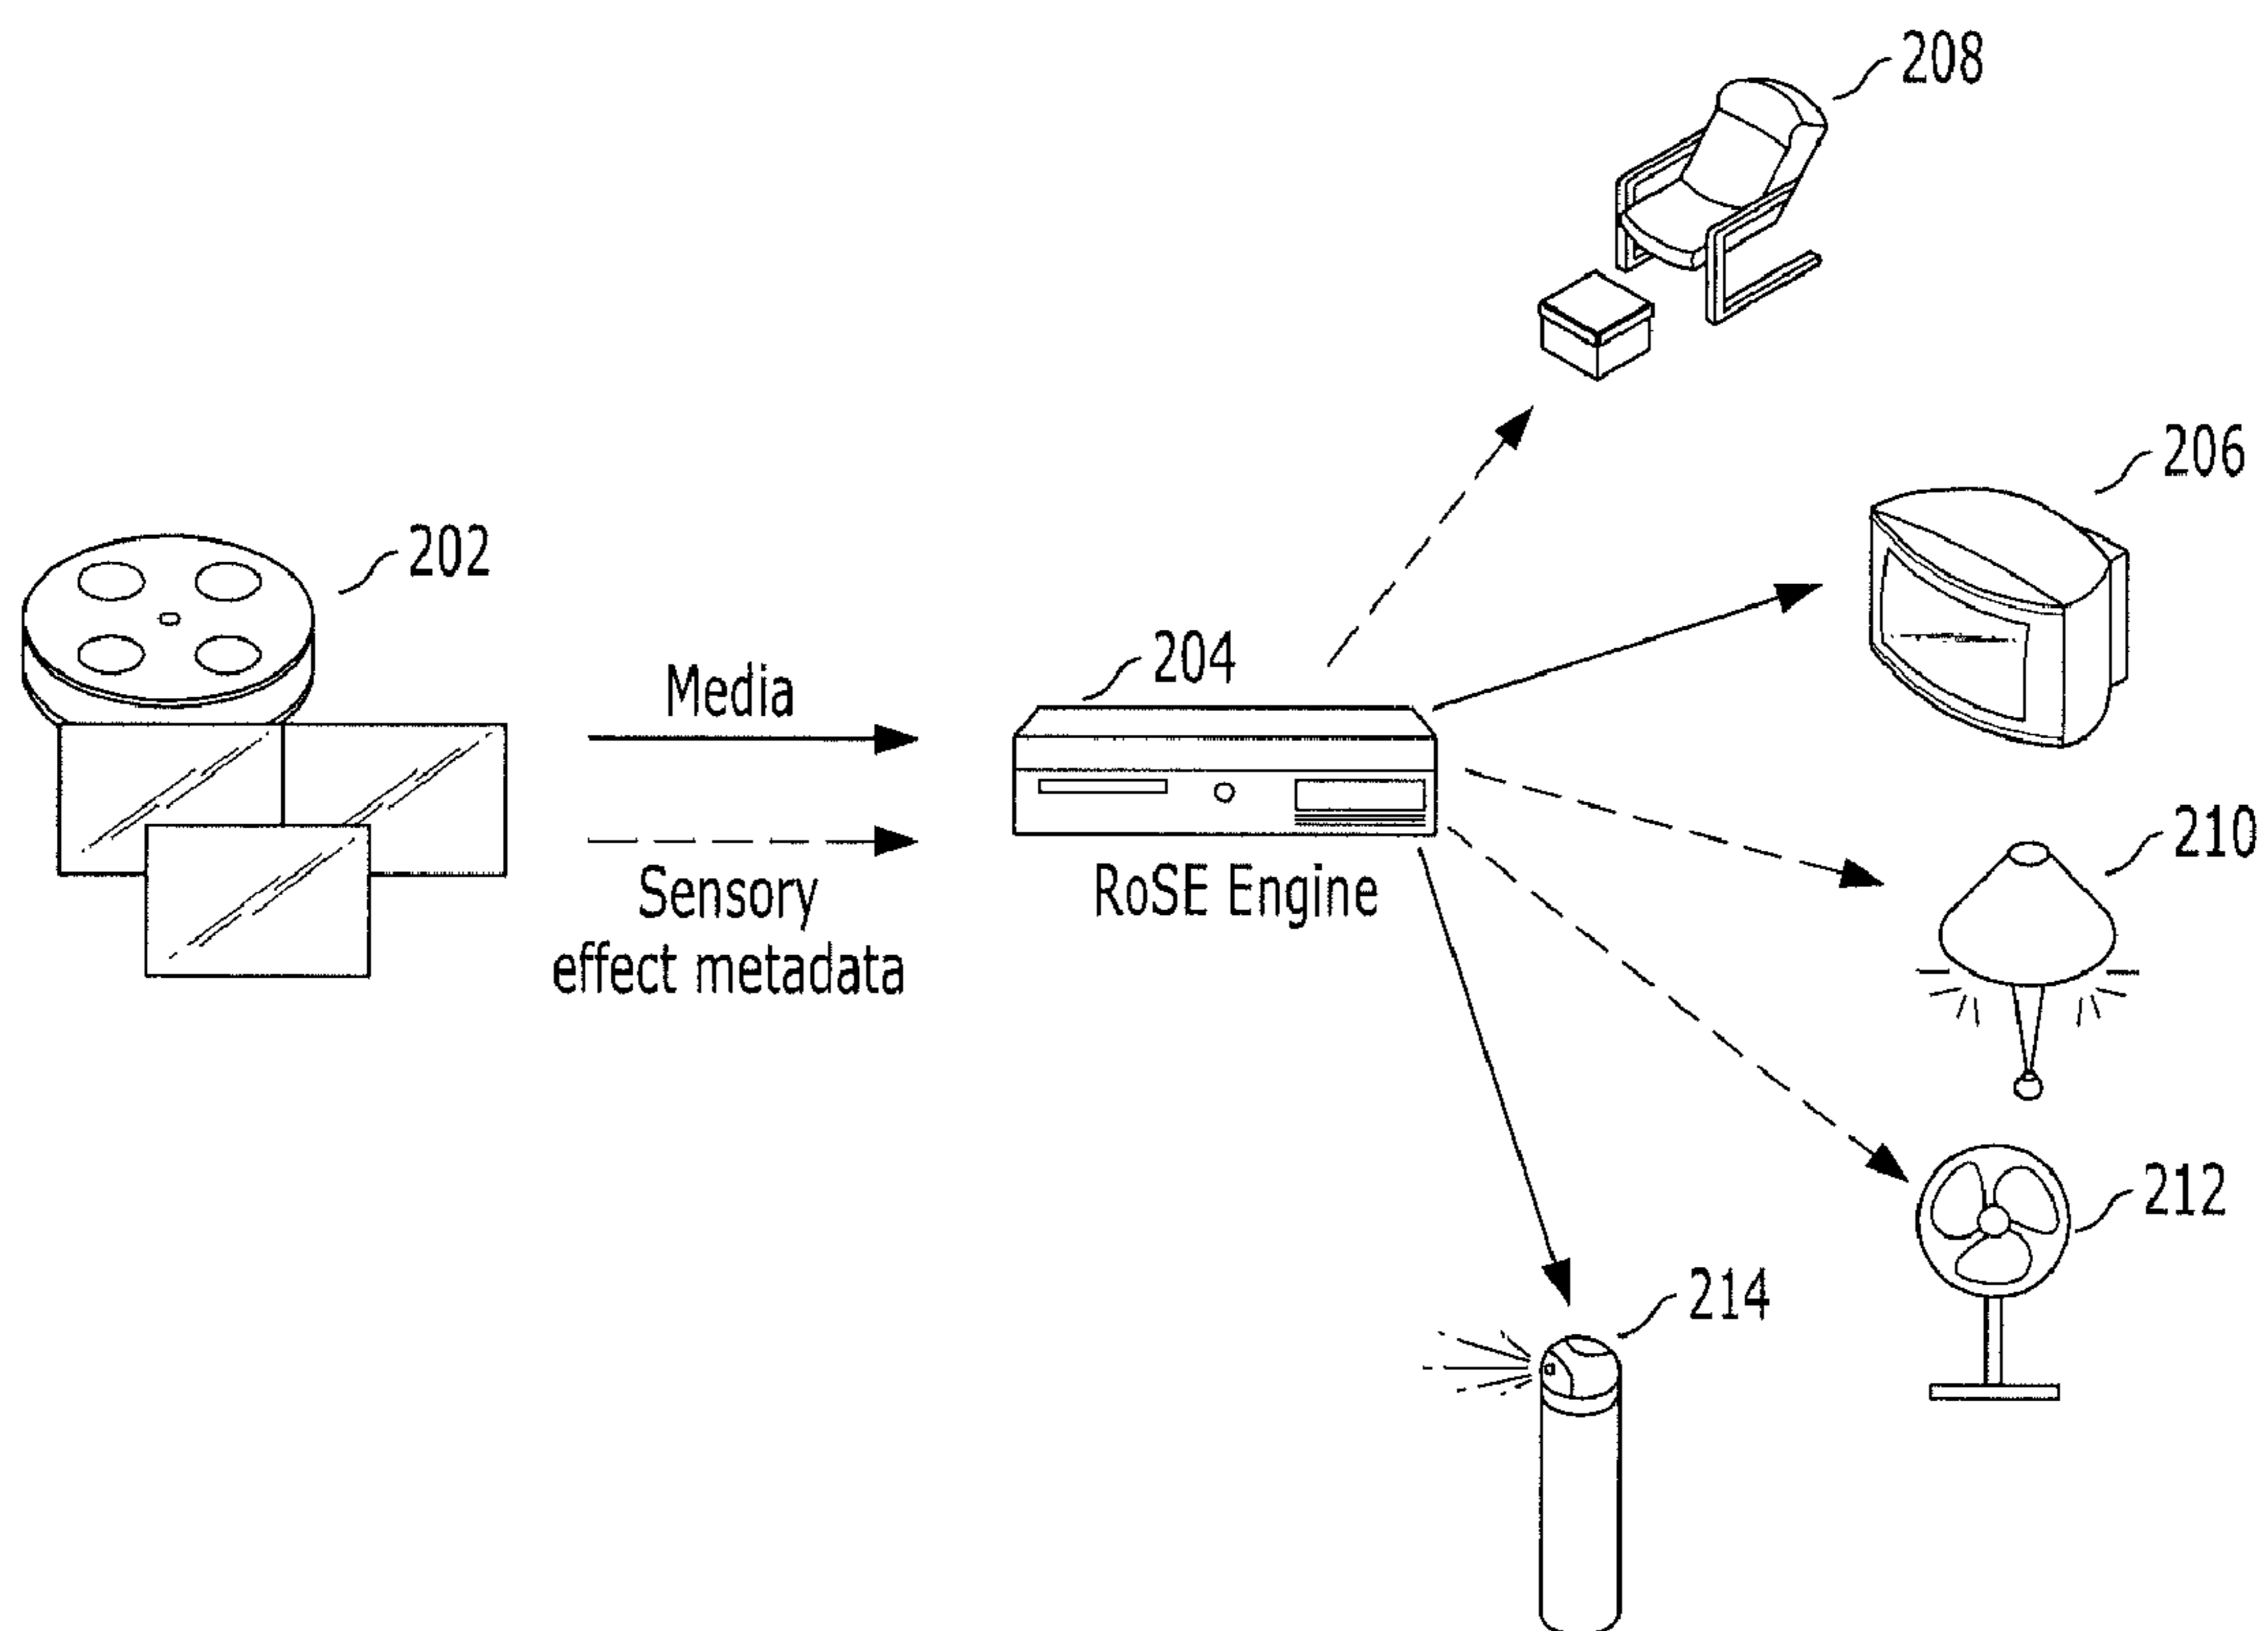 208
206
202
204
Media
210
Sensory
effect metadata
RoSE Engine
212
214